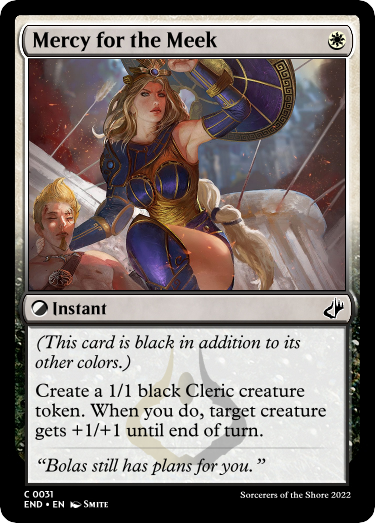 Mercy for the Meek
Instant
(This card is black in addition to its
other colors.)
Create a 1/1 black Cleric creature
token. When you do, target creature
gets +1/+1 until end of turn.
“Bolas still has plans for you.”
C 0031
END • EN SMITE
Sorcerers of the Shore 2022